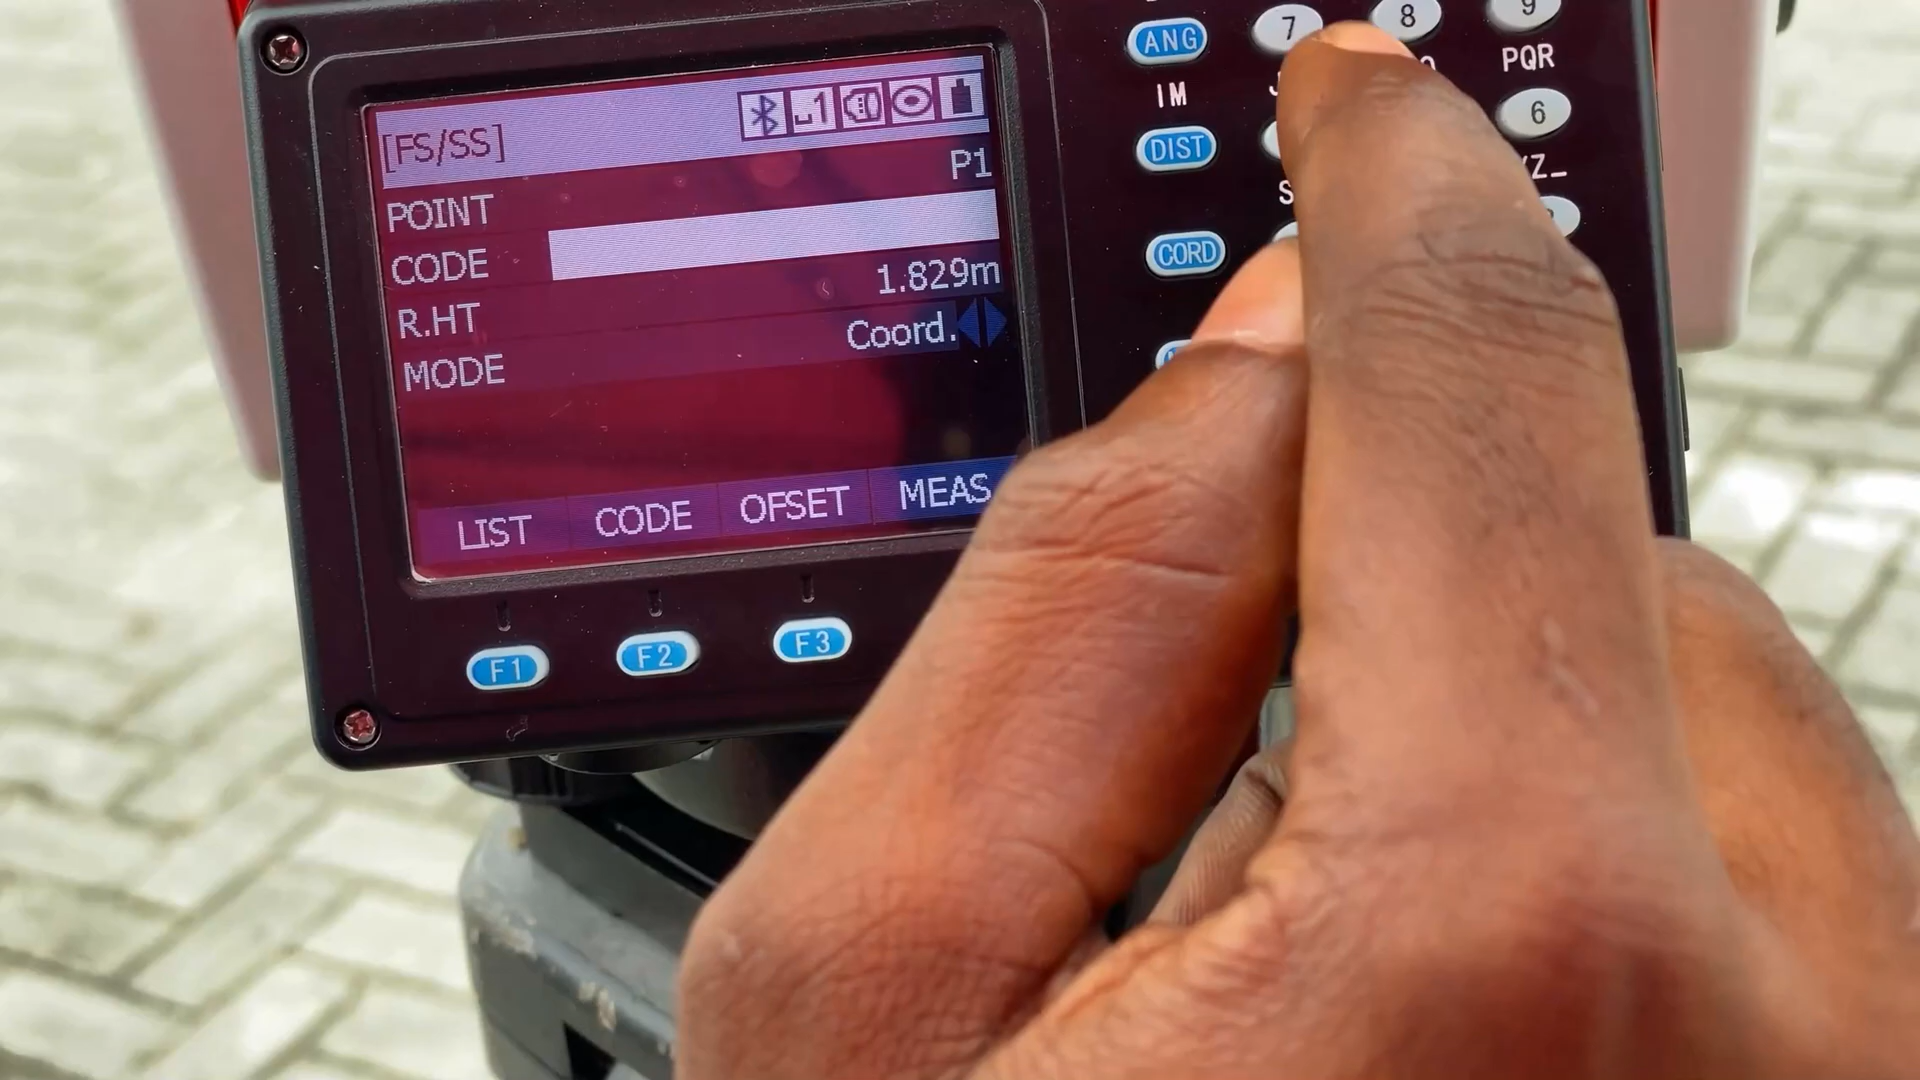 [FS/SS]
POINT P1
CODE
R.HT 1.829m
MODE Coord.
LIST CODE OFSET MEAS
F1 F2 F3
ANG 7 8 9
IM PQR
DIST 6
CORD